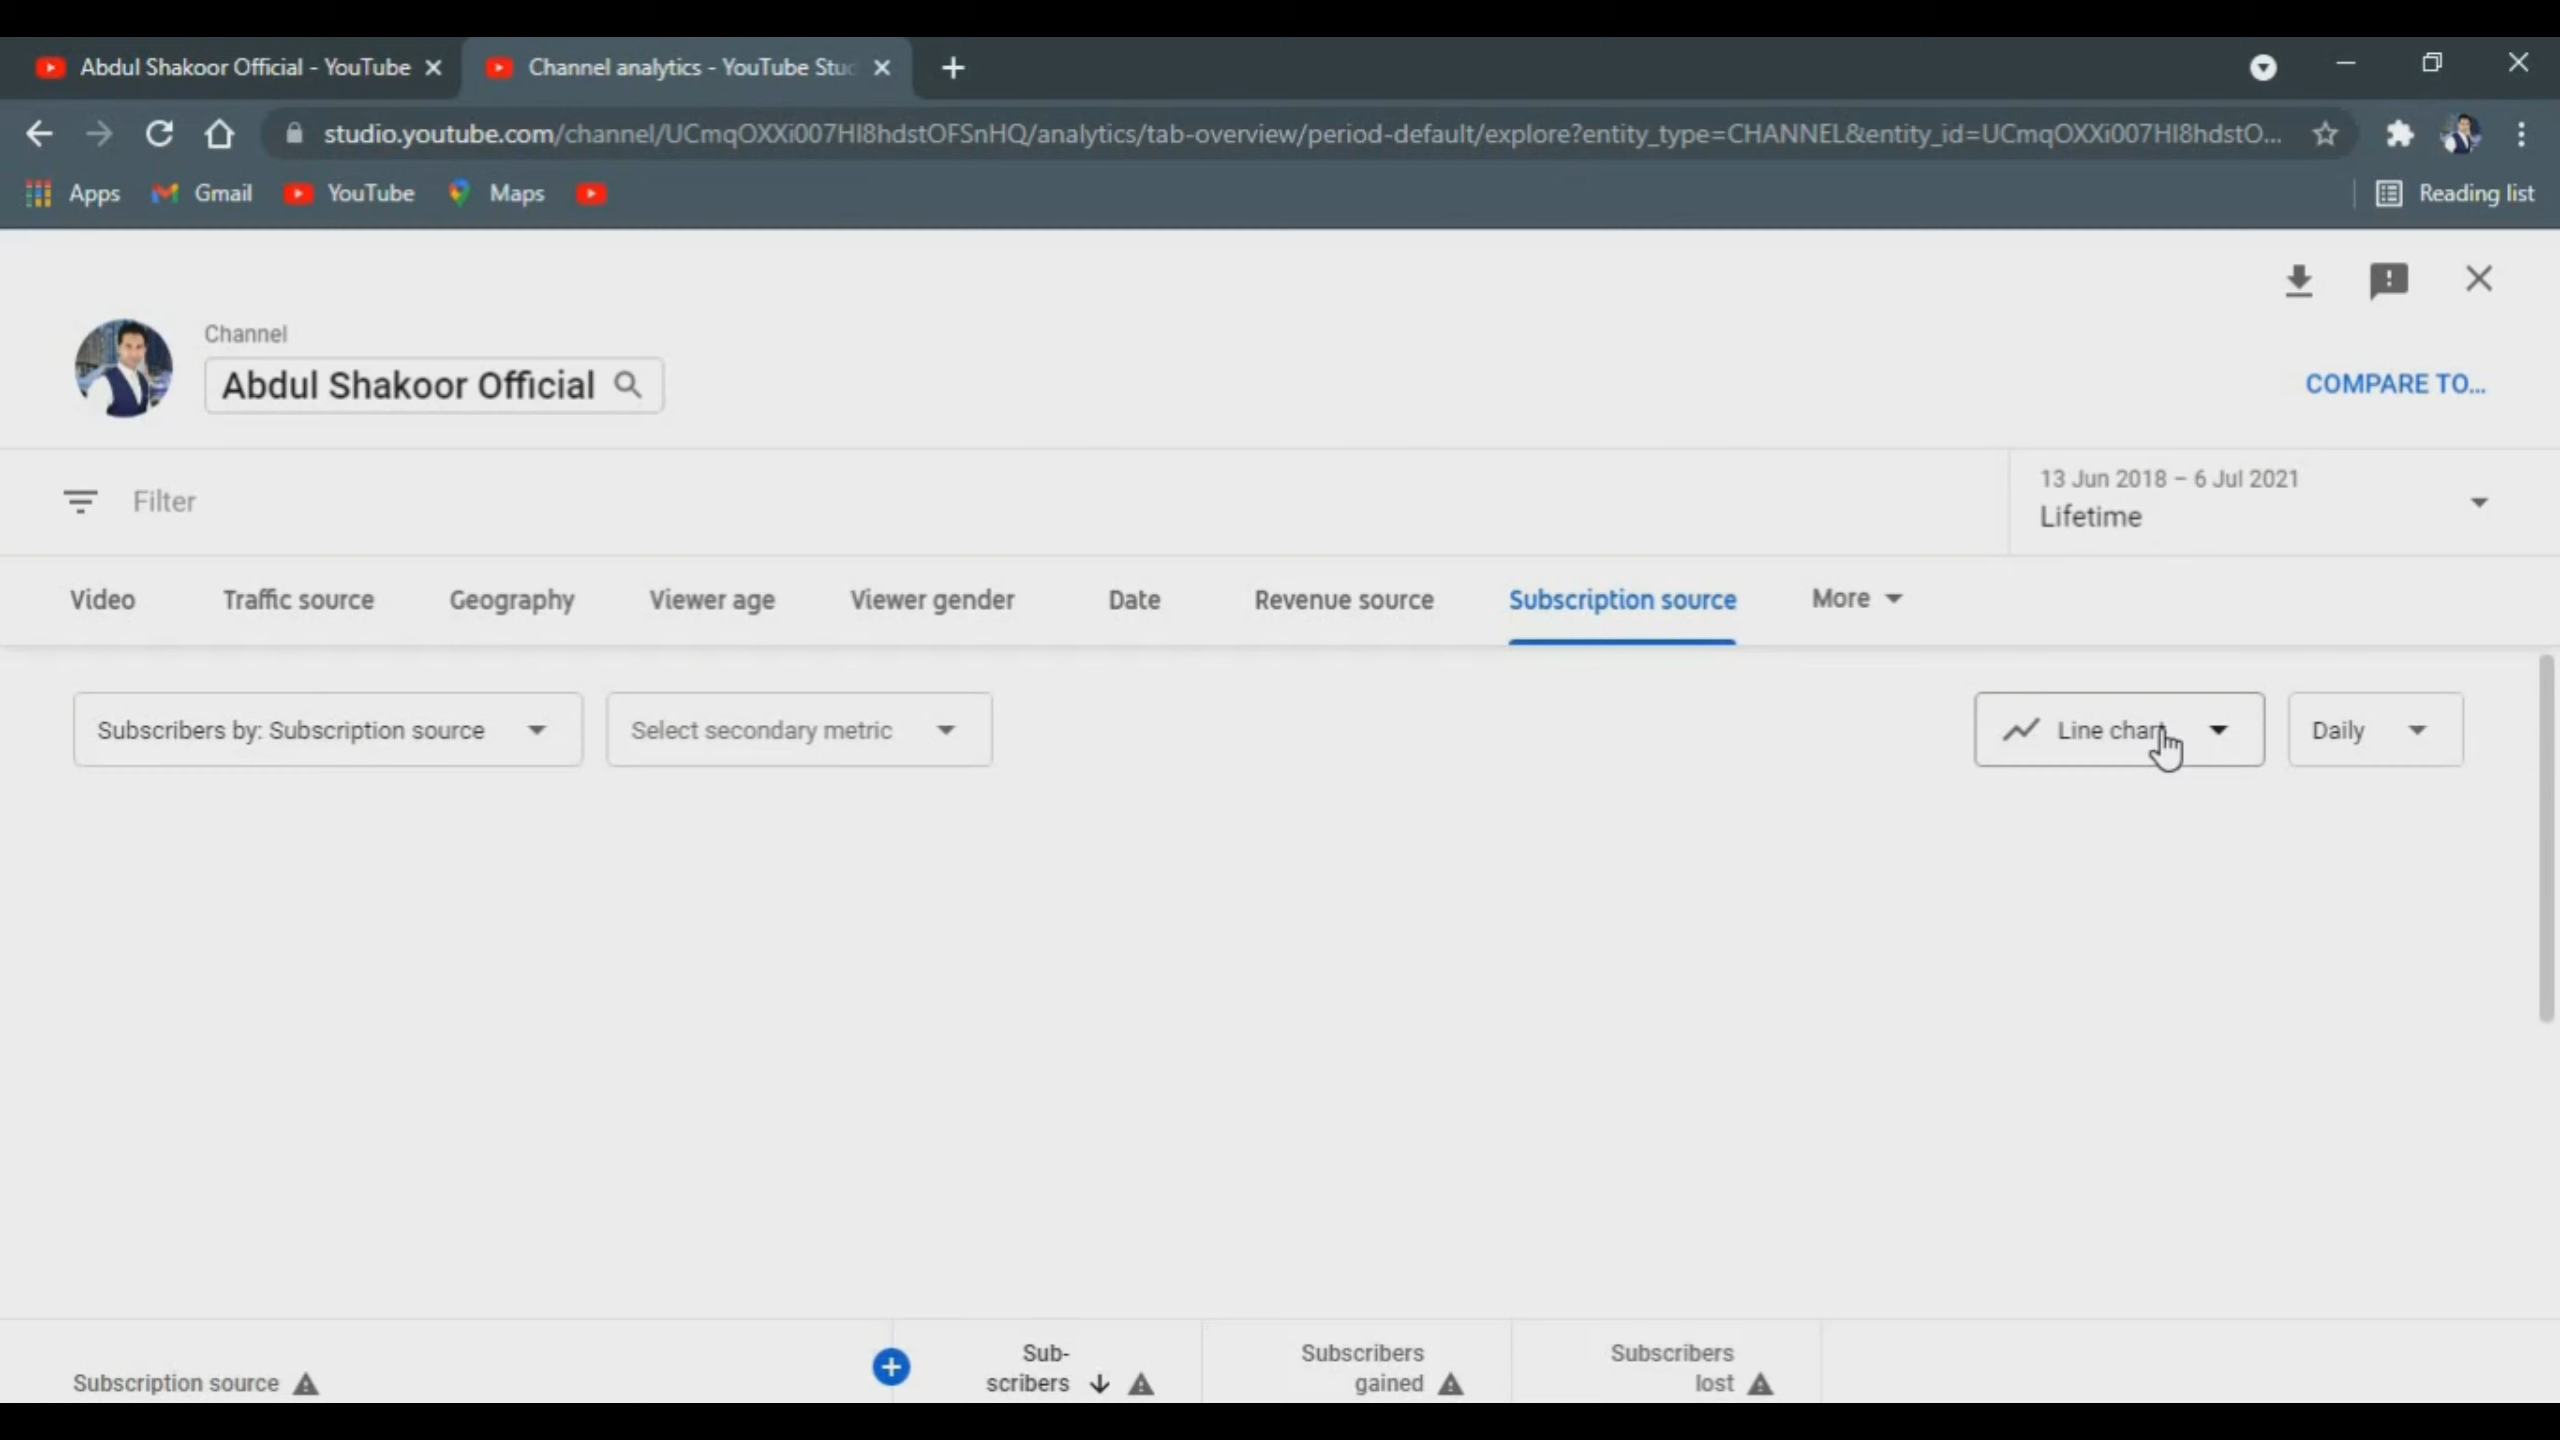 Abdul Shakoor Official - YouTube
Channel analytics - YouTube Stu
studio.youtube.com/channel/UCmqOXXi007HI8hdstOFSnHQ/analytics/tab-overview/period-default/explore?entity_type=CHANNEL&entity_id=UCmqOXXi007HI8hdstO...
Apps
Gmail
YouTube
Maps
Reading list
Channel
Abdul Shakoor Official
COMPARE TO...
Filter
13 Jun 2018 – 6 Jul 2021
Lifetime
Video
Traffic source
Geography
Viewer age
Viewer gender
Date
Revenue source
Subscription source
More
Subscribers by: Subscription source
Select secondary metric
Line chart
Daily
Subscription source
Sub-
scribers
Subscribers
gained
Subscribers
lost